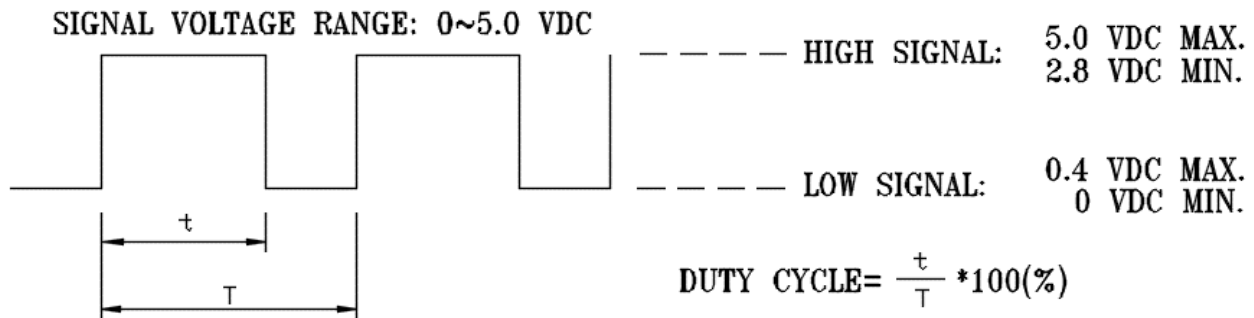 SIGNAL VOLTAGE RANGE: 0~5.0 VDC
HIGH SIGNAL: 5.0 VDC MAX.
2.8 VDC MIN.
LOW SIGNAL: 0.4 VDC MAX.
0 VDC MIN.
t
T
DUTY CYCLE= t/T *100(%)